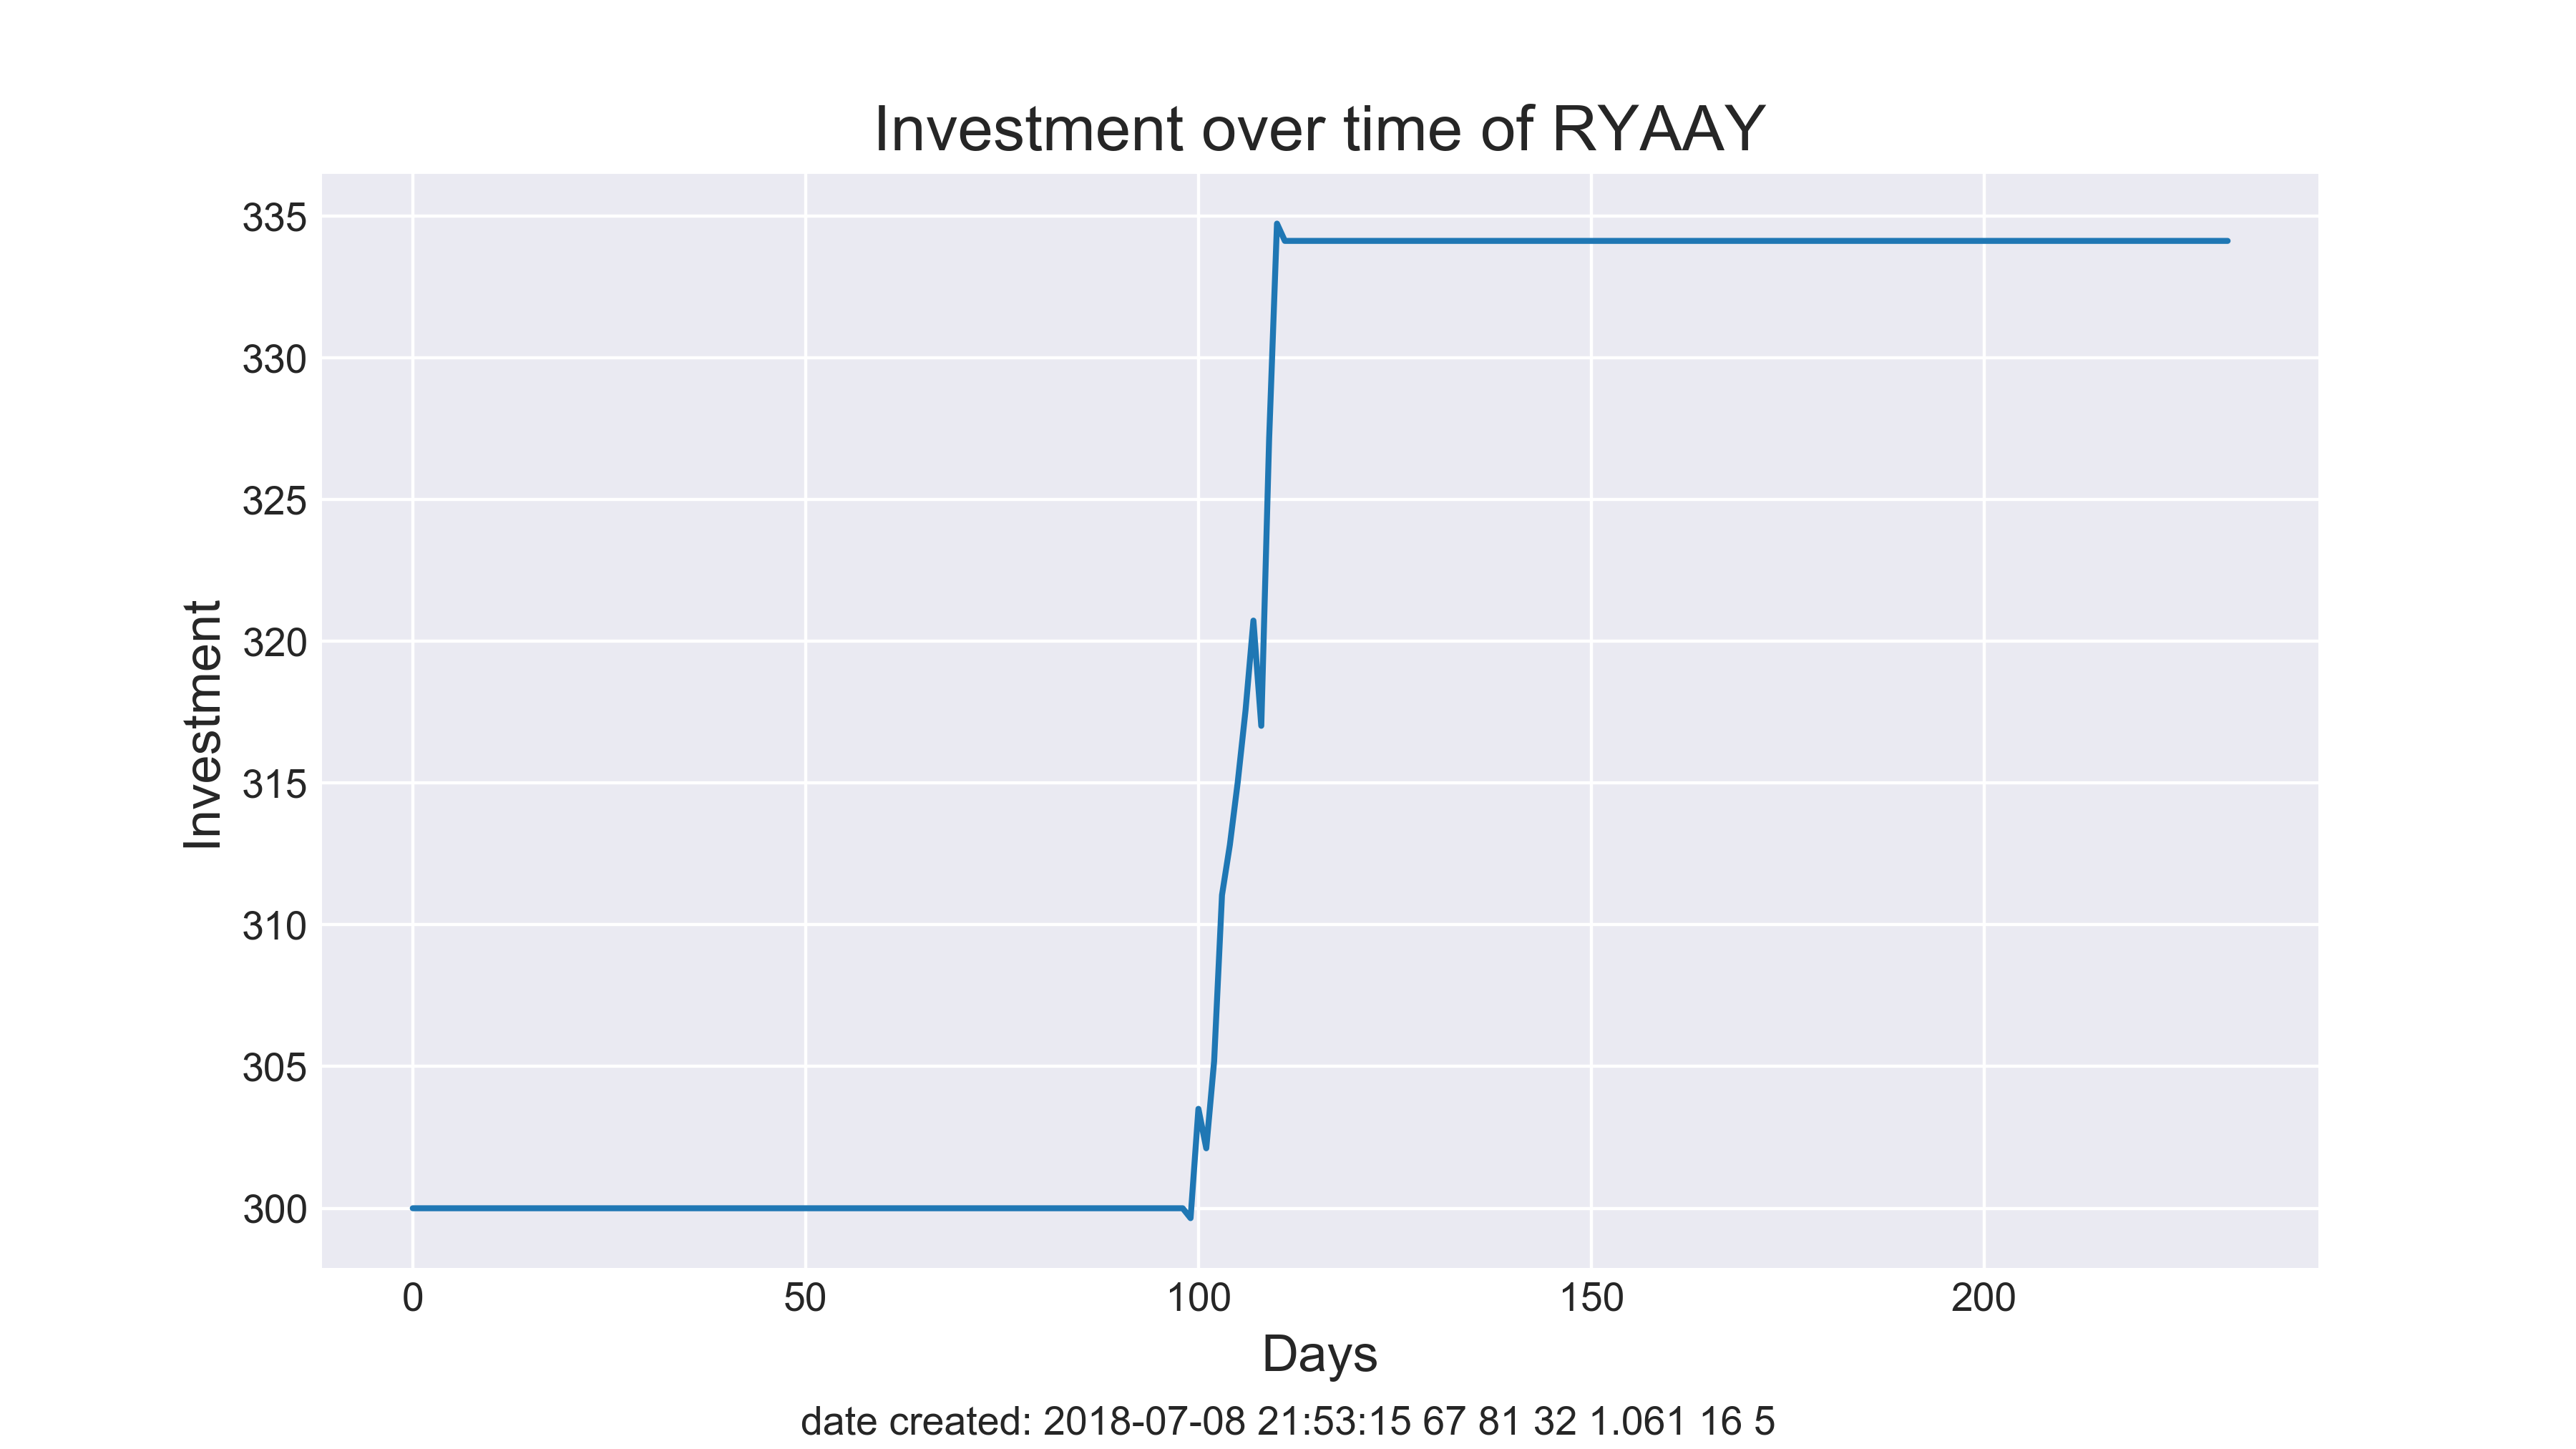 Investment over time of RYAAY
335
330
325
320
315
310
305
300
Investment
0 50 100 150 200
Days
date created: 2018-07-08 21:53:15 67 81 32 1.061 16 5